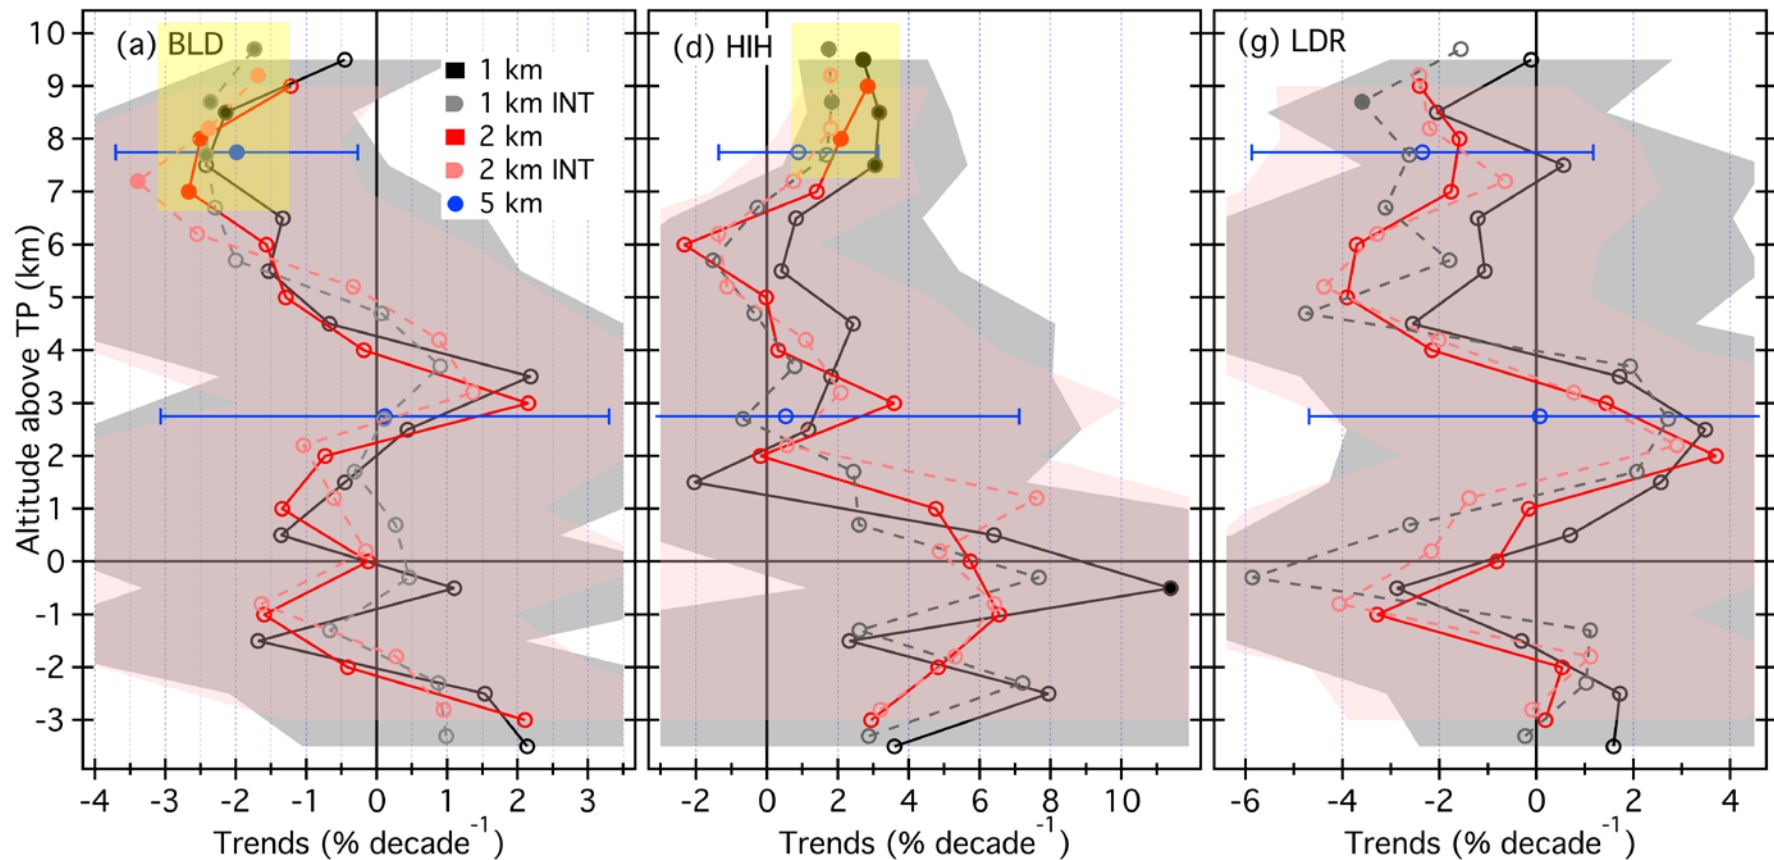 (a) BLD
(d) HIH
(g) LDR
1 km
1 km INT
2 km
2 km INT
5 km
Altitude above TP (km)
10
9
8
7
6
5
4
3
2
1
0
-1
-2
-3
-4 -3 -2 -1 0 1 2 3
-2 0 2 4 6 8 10
-6 -4 -2 0 2 4
Trends (% decade⁻¹)
Trends (% decade⁻¹)
Trends (% decade⁻¹)